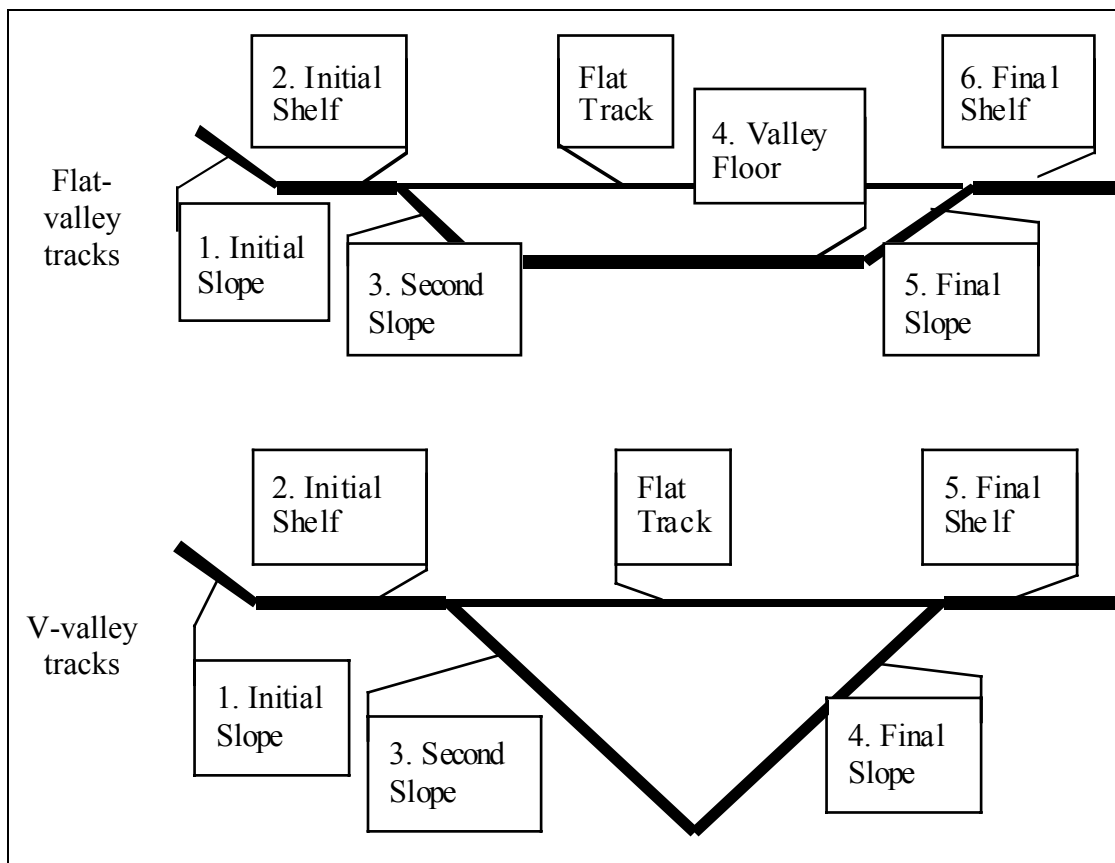 2. Initial
Shelf
Flat
Track
6. Final
Shelf
4. Valley
Floor
Flat-
valley
tracks
1. Initial
Slope
3. Second
Slope
5. Final
Slope
2. Initial
Shelf
Flat
Track
5. Final
Shelf
V-valley
tracks
1. Initial
Slope
3. Second
Slope
4. Final
Slope